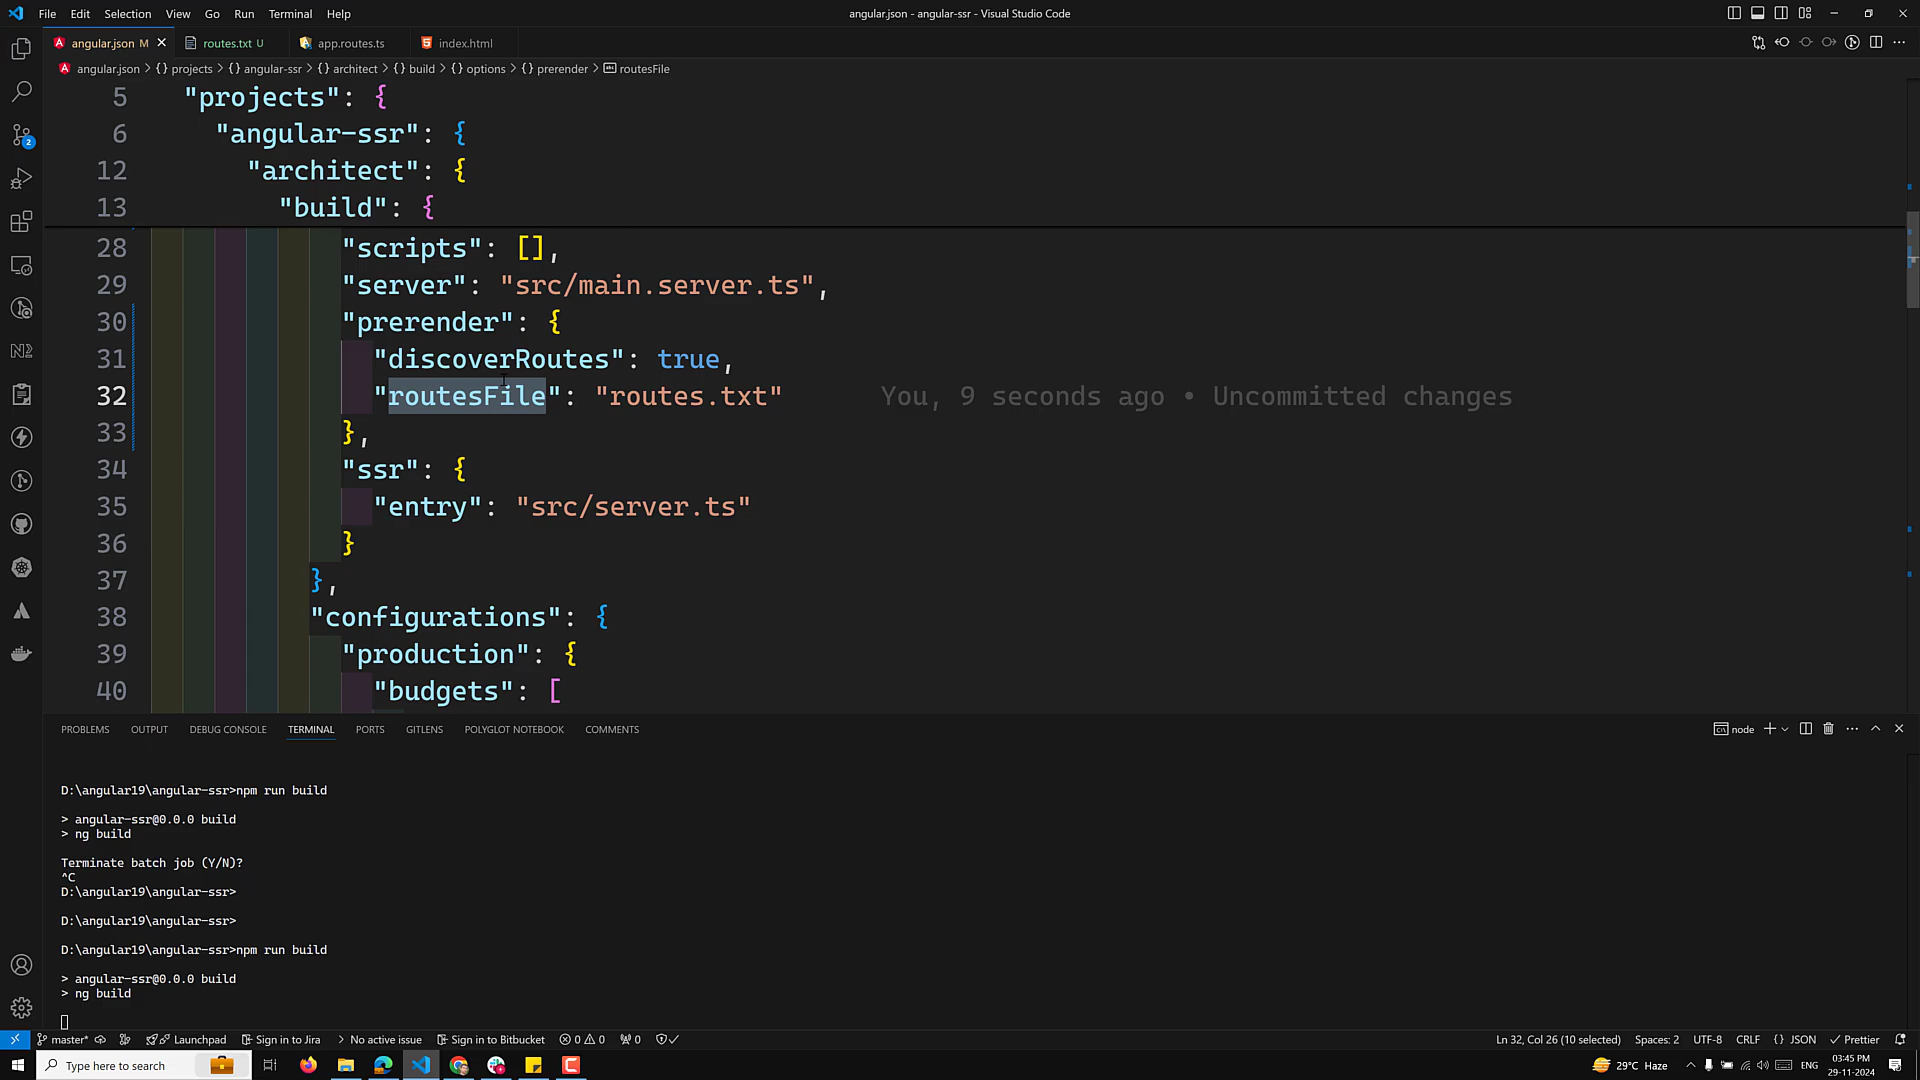 File Edit Selection View Go Run Terminal Help
angular.json - angular-ssr - Visual Studio Code
angular.json M
routes.txt U
app.routes.ts
index.html
angular.json > {} projects > {} angular-ssr > {} architect > {} build > {} options > {} prerender > routesFile
5 "projects": {
6 "angular-ssr": {
12 "architect": {
13 "build": {
28 "scripts": [],
29 "server": "src/main.server.ts",
30 "prerender": {
31 "discoverRoutes": true,
32 "routesFile": "routes.txt" You, 9 seconds ago • Uncommitted changes
33 },
34 "ssr": {
35 "entry": "src/server.ts"
36 }
37 },
38 "configurations": {
39 "production": {
40 "budgets": [
PROBLEMS OUTPUT DEBUG CONSOLE TERMINAL PORTS GITLENS POLYGLOT NOTEBOOK COMMENTS
node
D:\angular19\angular-ssr>npm run build
> angular-ssr@0.0.0 build
> ng build
Terminate batch job (Y/N)?
^C
D:\angular19\angular-ssr>
D:\angular19\angular-ssr>
D:\angular19\angular-ssr>npm run build
> angular-ssr@0.0.0 build
> ng build
master* Launchpad Sign in to Jira No active issue Sign in to Bitbucket 0 0 0
Ln 32, Col 26 (10 selected) Spaces: 2 UTF-8 CRLF {} JSON Prettier
Type here to search
29°C Haze
ENG
03:45 PM
29-11-2024